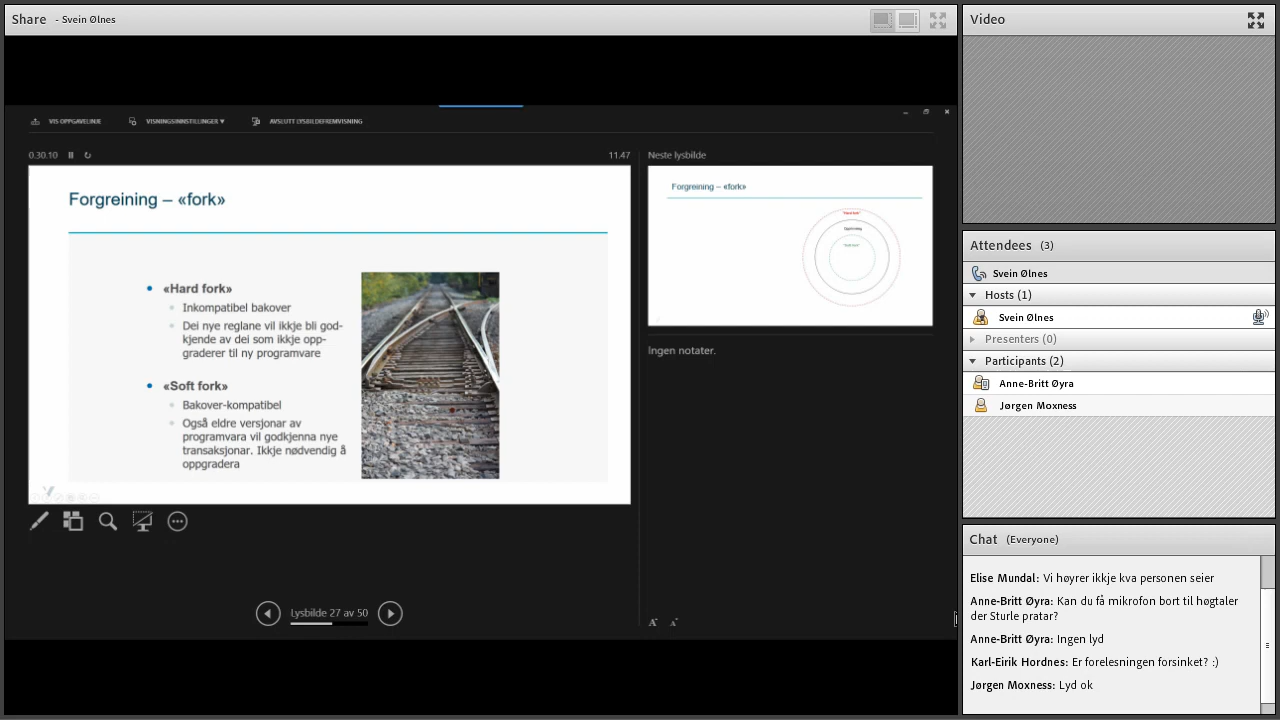 Share - Svein Ølnes
VIS OPPGAVELINJE
VISNINGSINNSTILLINGER ▼
AVSLUTT LYSBILDEFREMVISNING
0.30.10
11.47
Forgreining – «fork»
• «Hard fork»
Inkompatibel bakover
Dei nye reglane vil ikkje bli god-
kjende av dei som ikkje opp-
graderer til ny programvare
• «Soft fork»
Bakover-kompatibel
Også eldre versjonar av
programvara vil godkjenna nye
transaksjonar. Ikkje nødvendig å
oppgradera
Lysbilde 27 av 50
Neste lysbilde
Forgreining – «fork»
"Hard fork"
"Soft fork"
Ingen notater.
A A
Video
Attendees (3)
Svein Ølnes
Hosts (1)
Svein Ølnes
Presenters (0)
Participants (2)
Anne-Britt Øyra
Jørgen Moxness
Chat (Everyone)
Elise Mundal: Vi høyrer ikkje kva personen seier
Anne-Britt Øyra: Kan du få mikrofon bort til høgtaler
der Sturle pratar?
Anne-Britt Øyra: Ingen lyd
Karl-Eirik Hordnes: Er forelesningen forsinket? :)
Jørgen Moxness: Lyd ok